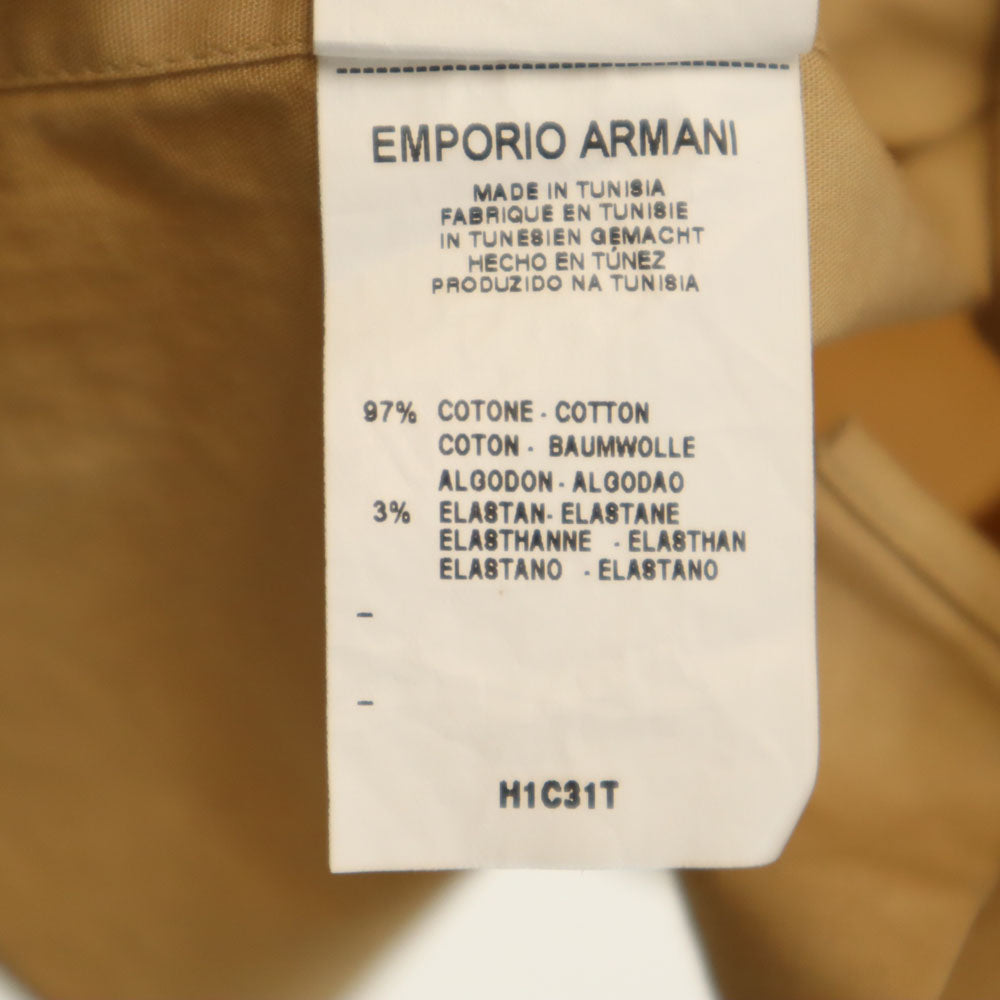 EMPORIO ARMANI
MADE IN TUNISIA
FABRIQUE EN TUNISIE
IN TUNESIEN GEMACHT
HECHO EN TÚNEZ
PRODUZIDO NA TUNISIA
97% COTONE - COTTON
COTON - BAUMWOLLE
ALGODON - ALGODAO
3% ELASTAN- ELASTANE
ELASTHANNE - ELASTHAN
ELASTANO - ELASTANO
-
-
H1C31T